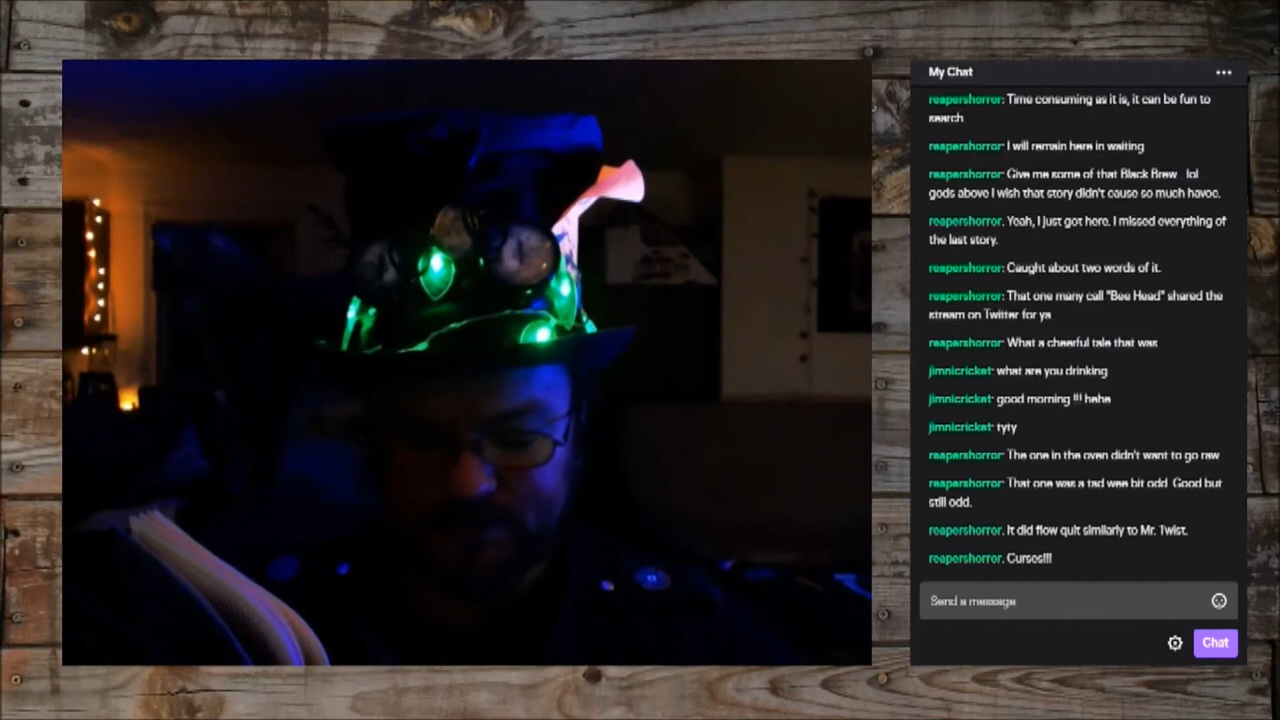 My Chat
reapershorror: Time consuming as it is, it can be fun to
search
reapershorror: I will remain here in waiting
reapershorror: Give me some of that Black Brew.. lol
gods above I wish that story didn't cause so much havoc.
reapershorror: Yeah, I just got here. I missed everything of
the last story.
reapershorror: Caught about two words of it.
reapershorror: That one many call "Bee Head" shared the
stream on Twitter for ya
reapershorror: What a cheerful tale that was
jimnicricket: what are you drinking
jimnicricket: good morning !!! hehe
jimnicricket: tyty
reapershorror: The one in the oven didn't want to go raw
reapershorror: That one was a tad wee bit odd. Good but
still odd.
reapershorror: It did flow quit similarly to Mr. Twist.
reapershorror: Curses!!!
Send a message
Chat